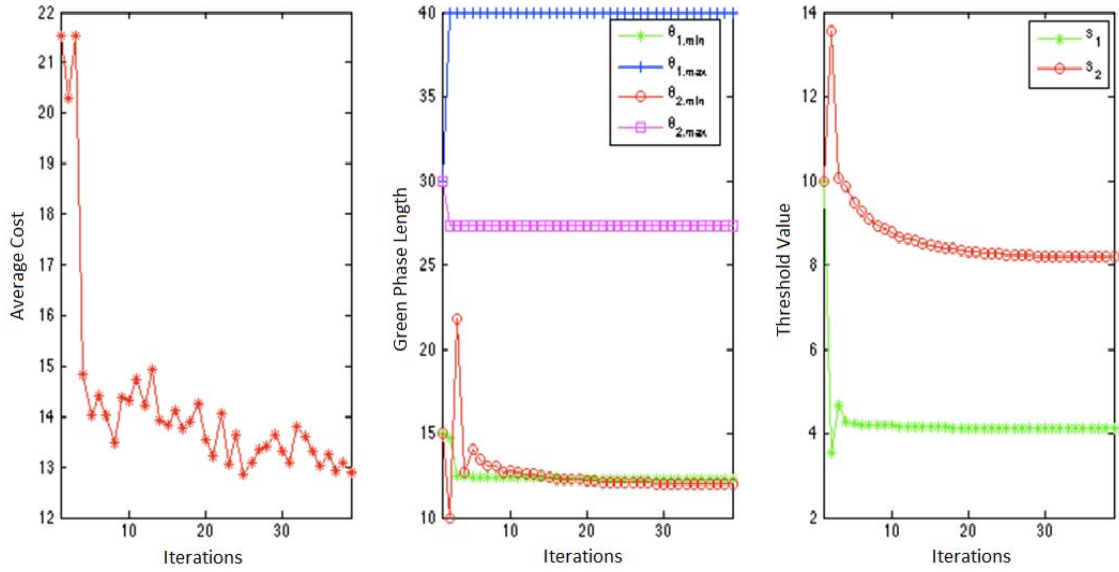 22
21
20
19
18
17
16
15
14
13
12
10
20
30
Average Cost
Iterations
40
35
30
25
20
15
10
10
20
30
Green Phase Length
Iterations
θ1,min
θ1,max
θ2,min
θ2,max
14
12
10
8
6
4
2
10
20
30
Threshold Value
Iterations
s1
s2